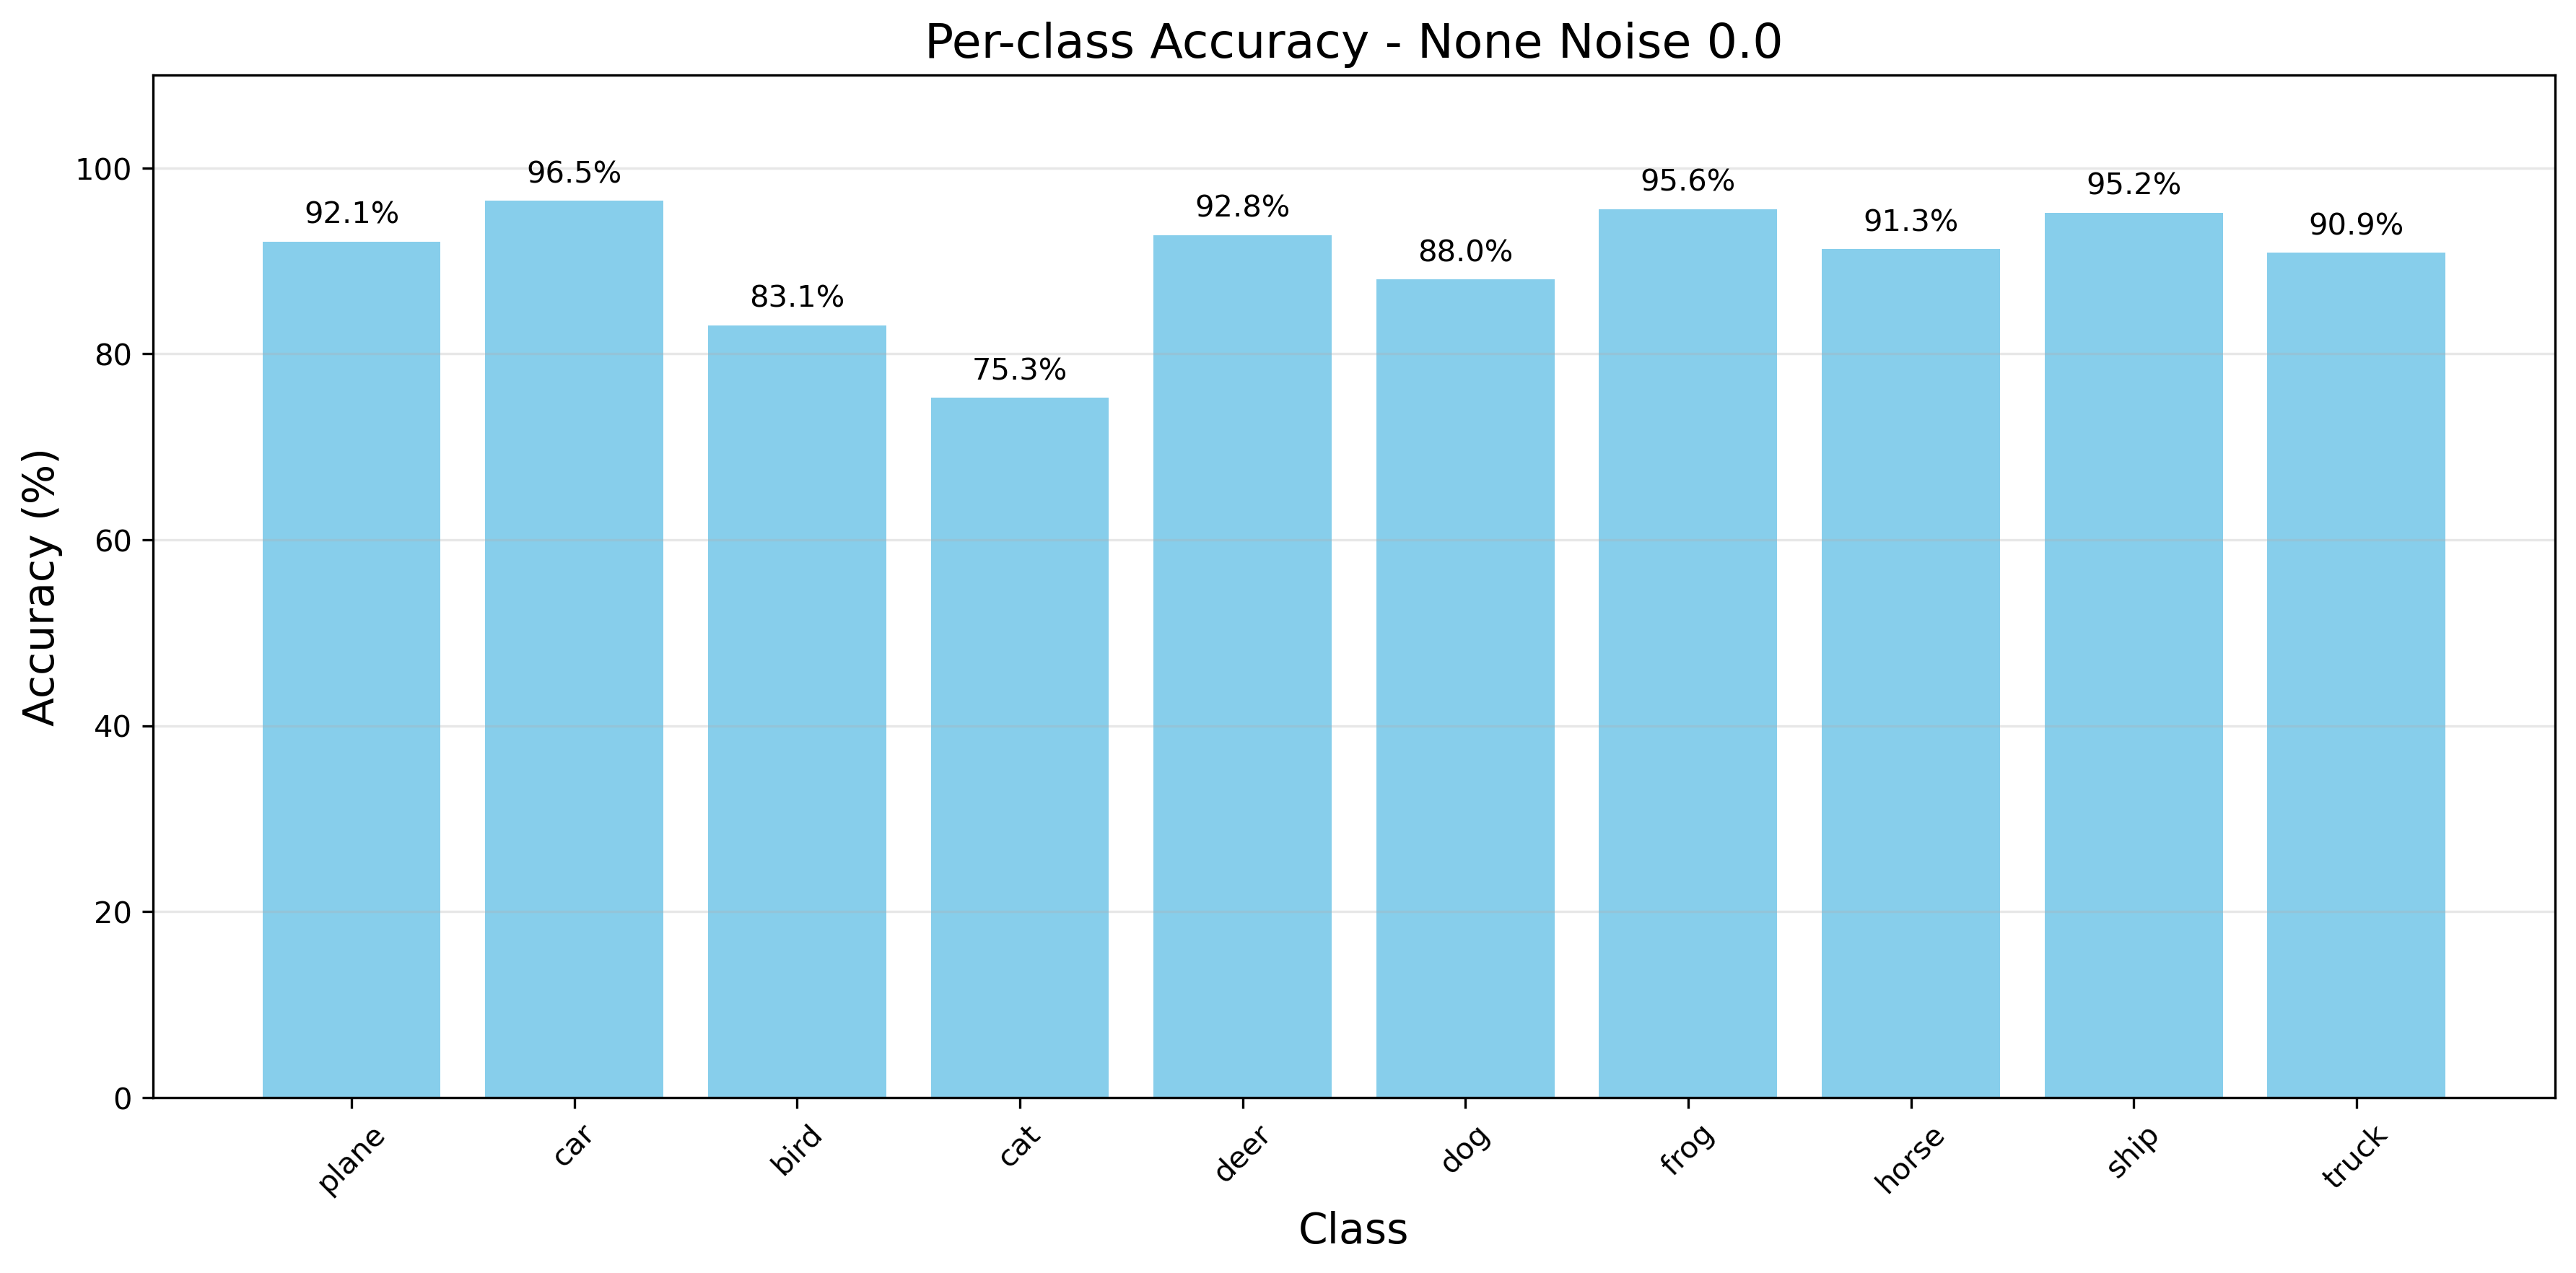 Per-class Accuracy - None Noise 0.0
Accuracy (%)
100
80
60
40
20
0
92.1%
96.5%
83.1%
75.3%
92.8%
88.0%
95.6%
91.3%
95.2%
90.9%
plane
car
bird
cat
deer
dog
frog
horse
ship
truck
Class